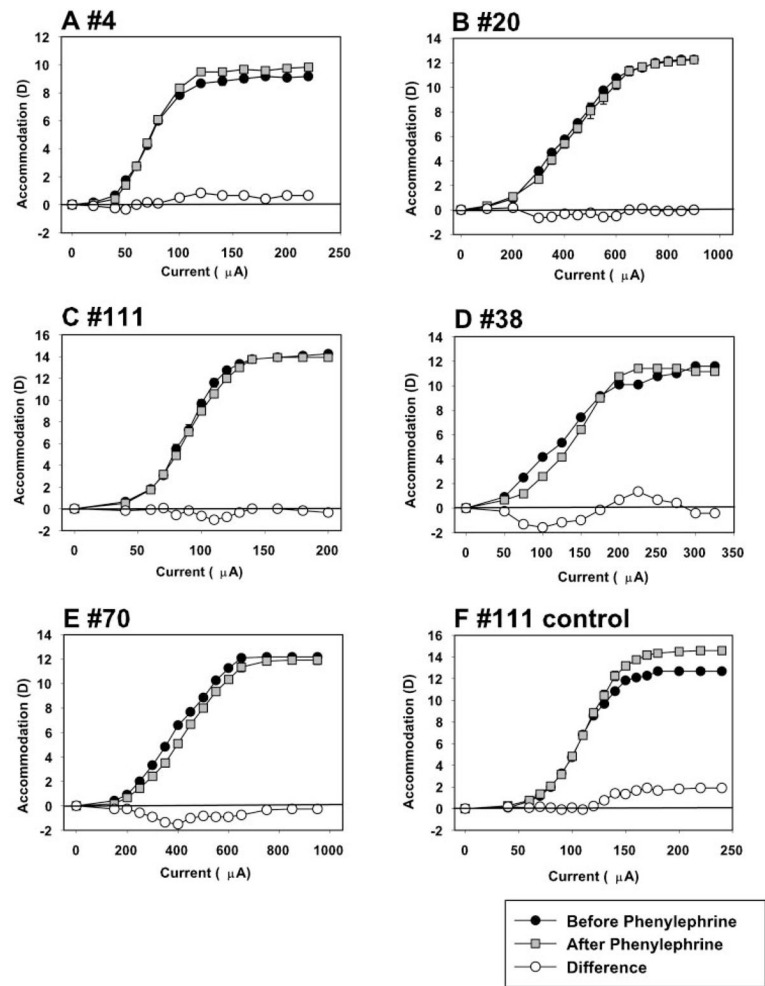 A #4
12
10
8
6
4
2
0
-2
Accommodation (D)
0 50 100 150 200 250
Current ( μA)
B #20
14
12
10
8
6
4
2
0
-2
Accommodation (D)
0 200 400 600 800 1000
Current ( μA)
C #111
16
14
12
10
8
6
4
2
0
-2
Accommodation (D)
0 50 100 150 200
Current ( μA)
D #38
14
12
10
8
6
4
2
0
-2
Accommodation (D)
0 50 100 150 200 250 300 350
Current ( μA)
E #70
14
12
10
8
6
4
2
0
-2
Accommodation (D)
0 200 400 600 800 1000
Current ( μA)
F #111 control
16
14
12
10
8
6
4
2
0
-2
Accommodation (D)
0 50 100 150 200 250
Current ( μA)
Before Phenylephrine
After Phenylephrine
Difference